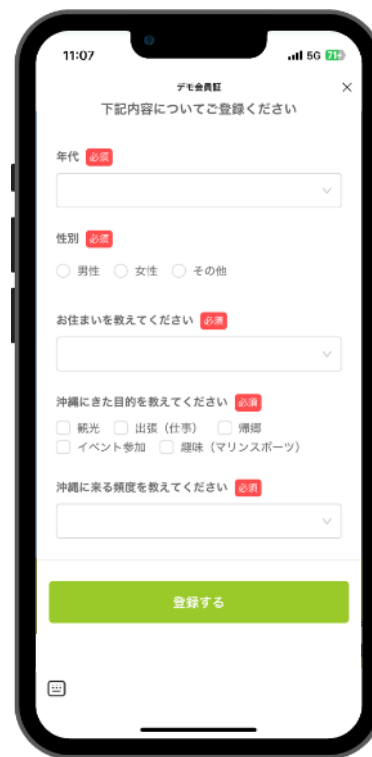 11:07 5G 71
デモ会員証
下記内容についてご登録ください
年代 必須
性別 必須
男性 女性 その他
お住まいを教えてください 必須
沖縄にきた目的を教えてください 必須
観光 出張（仕事） 帰郷
イベント参加 趣味（マリンスポーツ）
沖縄に来る頻度を教えてください 必須
登録する